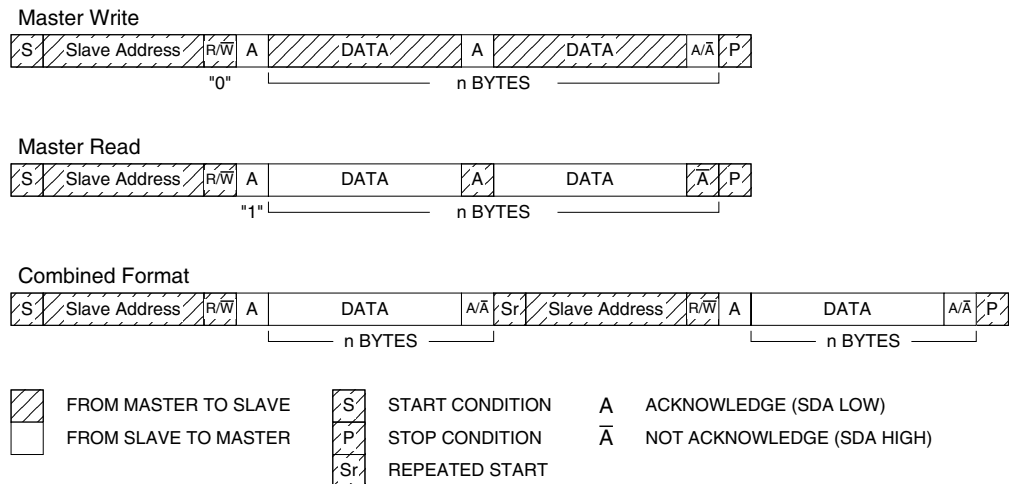 Master Write
S Slave Address R/W̅ A DATA A DATA A/A̅ P
"0" n BYTES
Master Read
S Slave Address R/W̅ A DATA A DATA A̅ P
"1" n BYTES
Combined Format
S Slave Address R/W̅ A DATA A/A̅ Sr Slave Address R/W̅ A DATA A/A̅ P
n BYTES n BYTES
FROM MASTER TO SLAVE S START CONDITION A ACKNOWLEDGE (SDA LOW)
FROM SLAVE TO MASTER P STOP CONDITION A̅ NOT ACKNOWLEDGE (SDA HIGH)
Sr REPEATED START